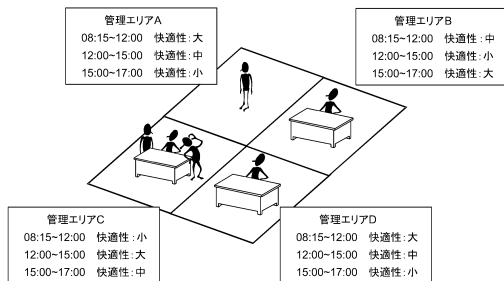 管理エリアA
08:15~12:00 快適性:大
12:00~15:00 快適性:中
15:00~17:00 快適性:小
管理エリアB
08:15~12:00 快適性:中
12:00~15:00 快適性:小
15:00~17:00 快適性:大
管理エリアC
08:15~12:00 快適性:小
12:00~15:00 快適性:大
15:00~17:00 快適性:中
管理エリアD
08:15~12:00 快適性:大
12:00~15:00 快適性:中
15:00~17:00 快適性:小